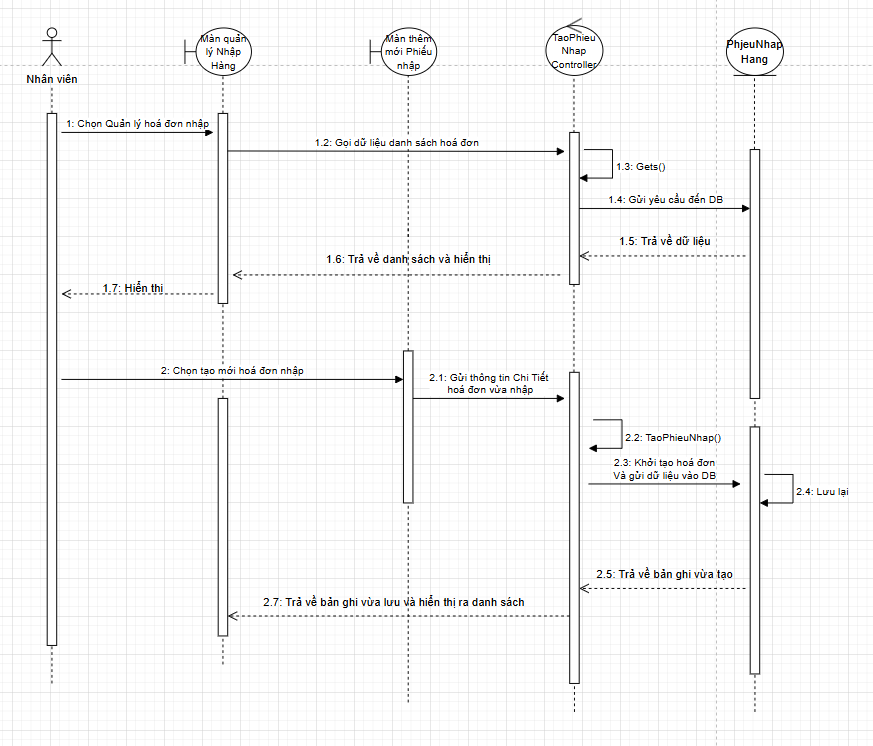 Màn quản
lý Nhập
Hàng
Màn thêm
mới Phiếu
nhập
TaoPhieu
Nhap
Controller
PhjeuNhap
Hang
Nhân viên
1: Chọn Quản lý hoá đơn nhập
1.2: Gọi dữ liệu danh sách hoá đơn
1.3: Gets()
1.4: Gửi yêu cầu đến DB
1.5: Trả về dữ liệu
1.6: Trả về danh sách và hiển thị
1.7: Hiển thị
2: Chọn tạo mới hoá đơn nhập
2.1: Gửi thông tin Chi Tiết
hoá đơn vừa nhập
2.2: TaoPhieuNhap()
2.3: Khởi tạo hoá đơn
Và gửi dữ liệu vào DB
2.4: Lưu lại
2.5: Trả về bản ghi vừa tạo
2.7: Trả về bản ghi vừa lưu và hiển thị ra danh sách